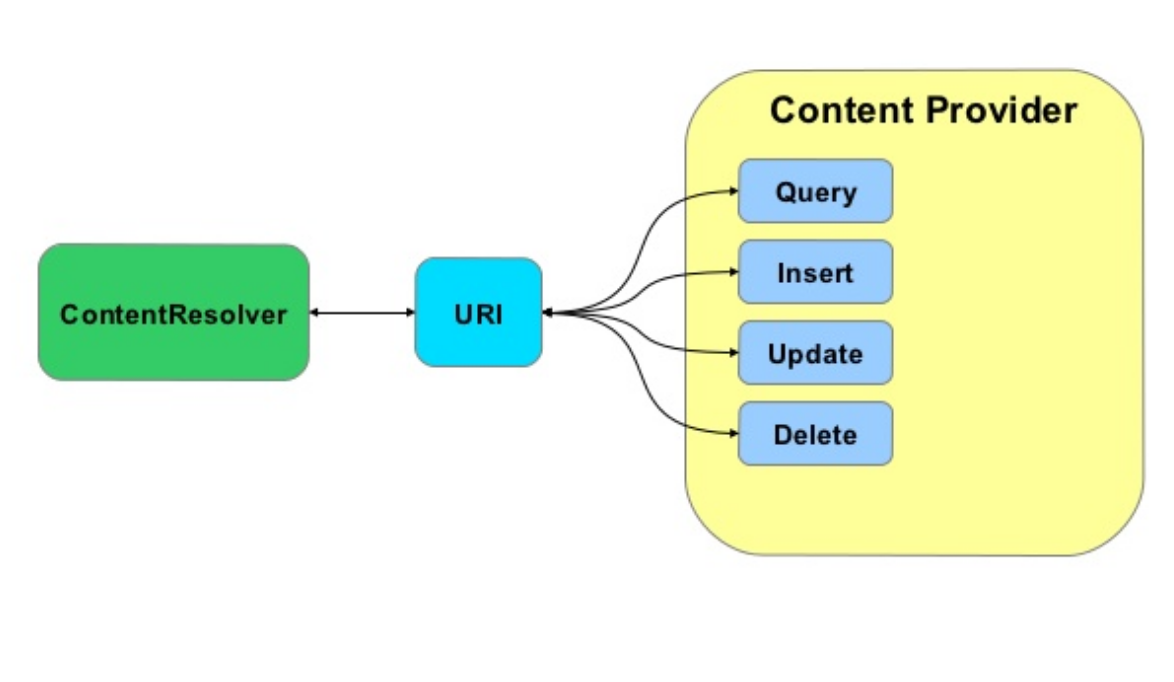 Content Provider
Query
Insert
ContentResolver
URI
Update
Delete